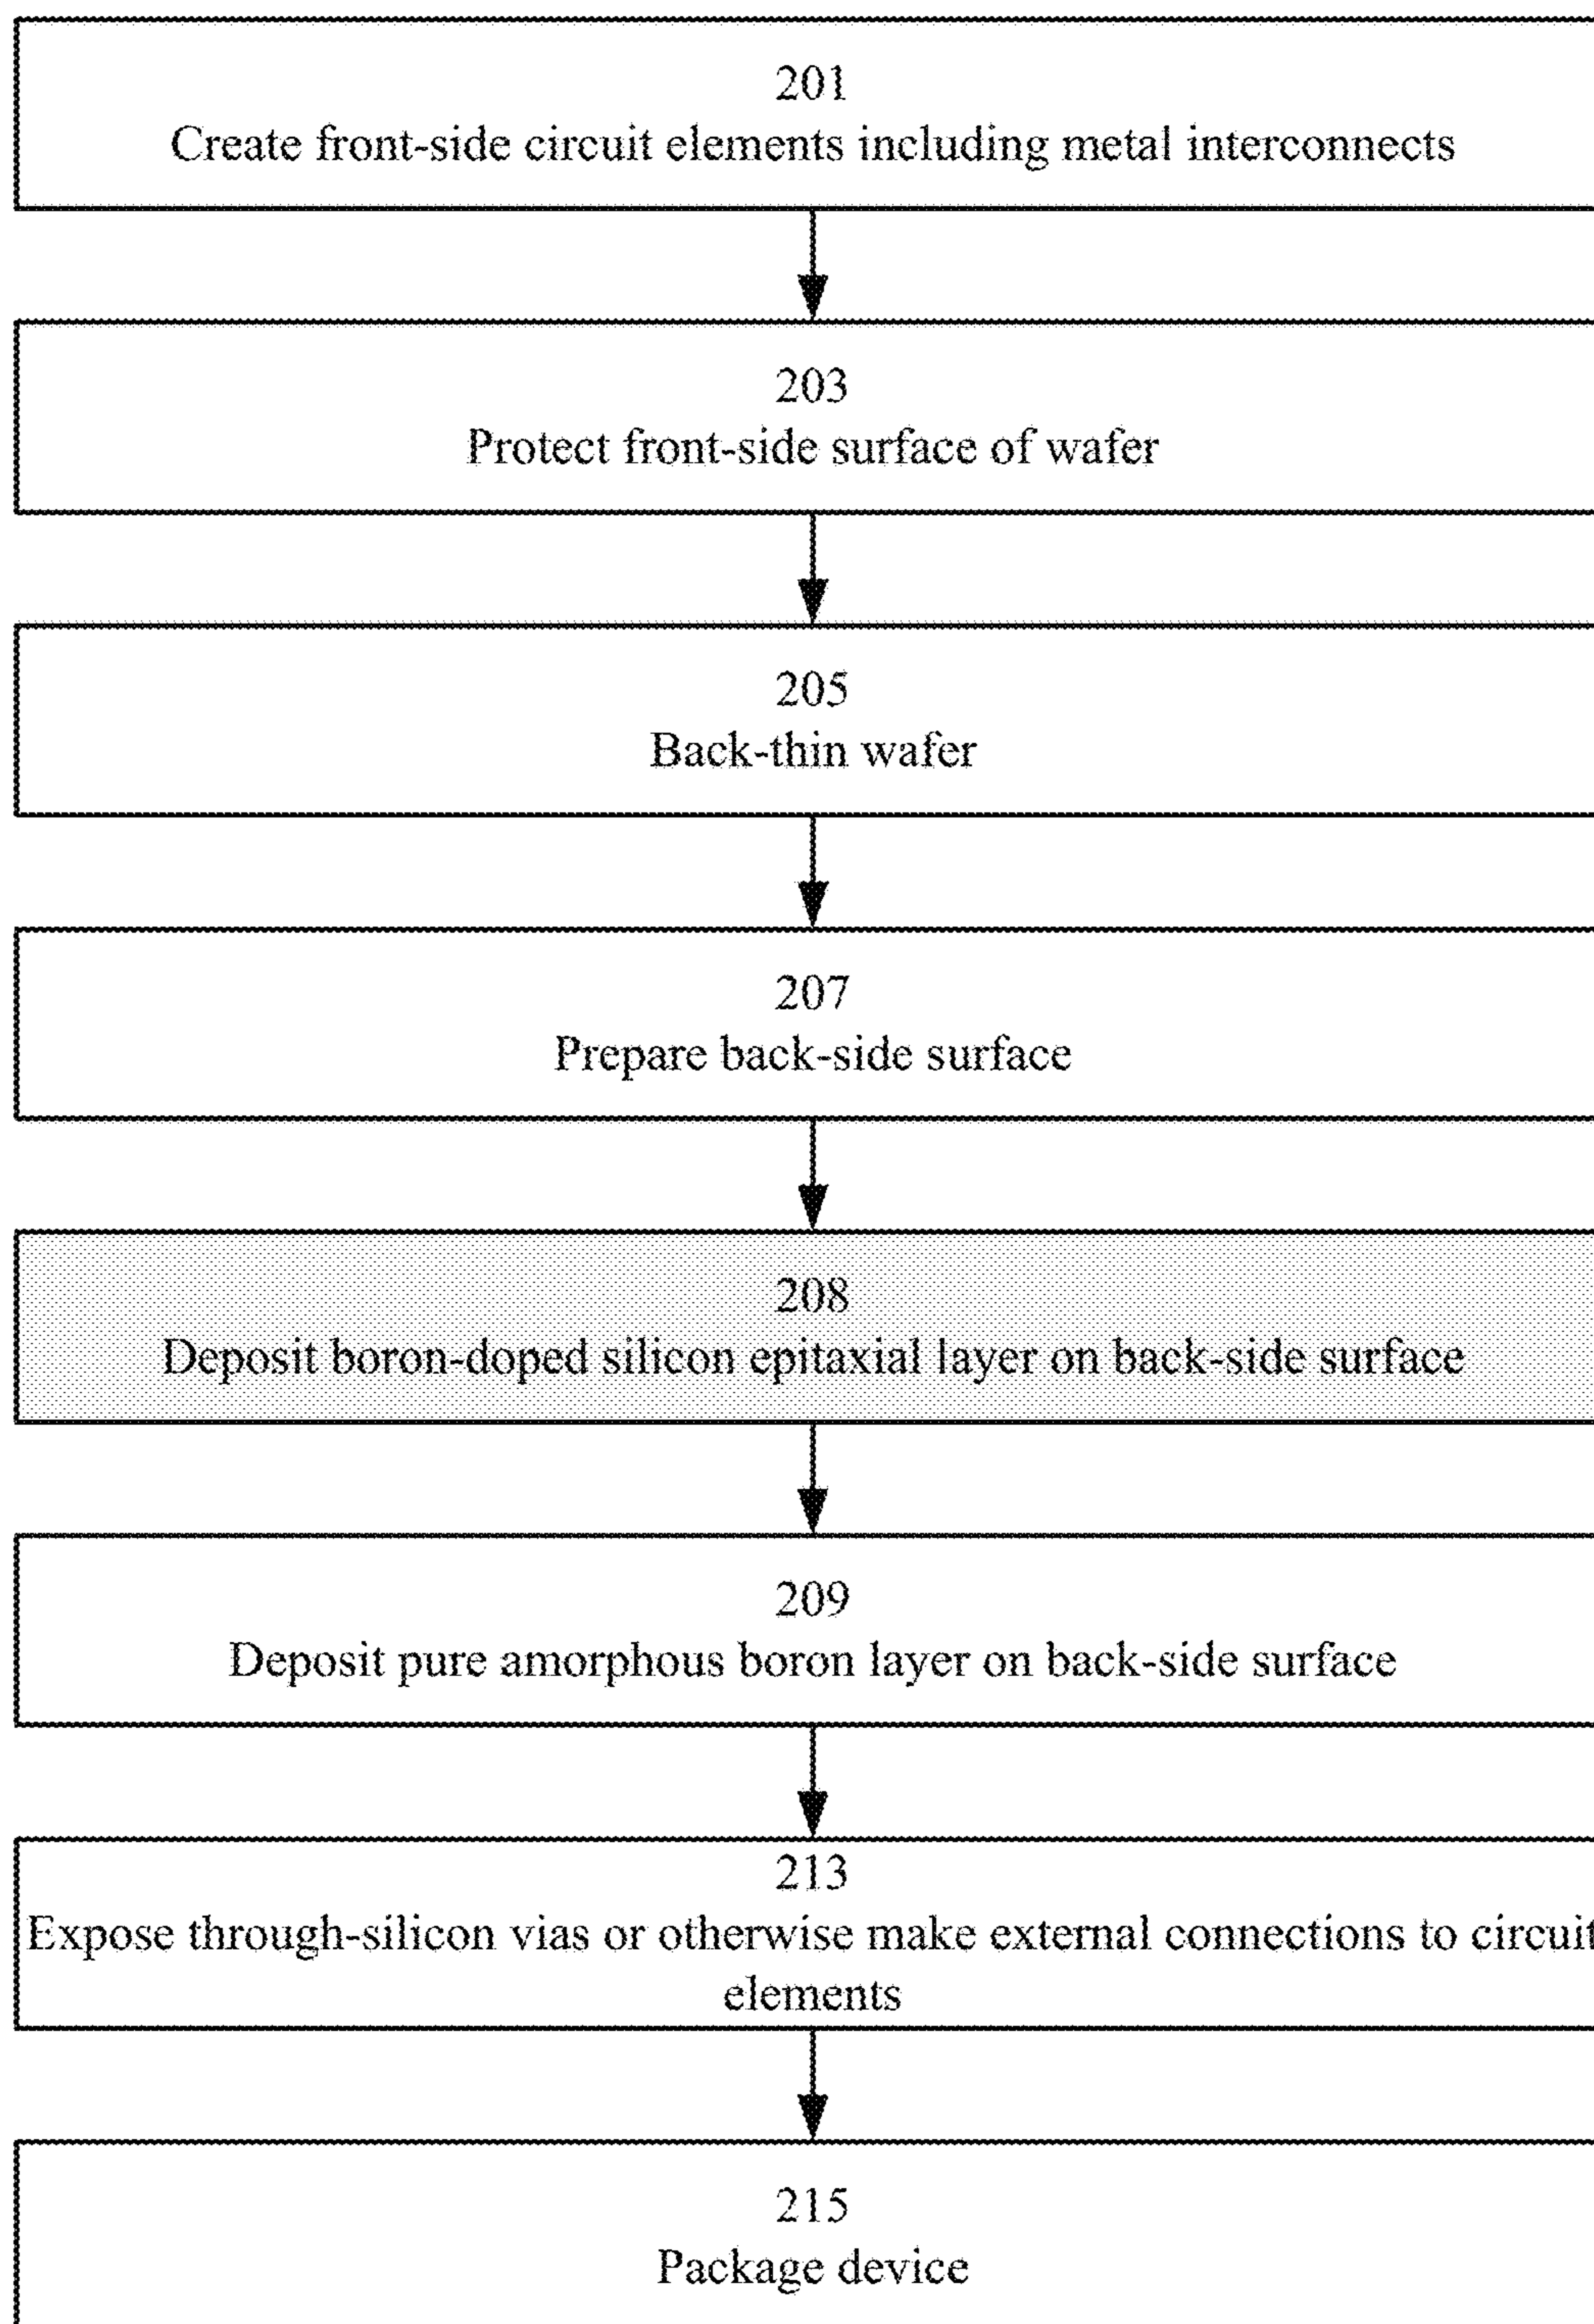 201
Create front-side circuit elements including metal interconnects
203
Protect front-side surface of wafer
205
Back-thin wafer
207
Prepare back-side surface
208
Deposit boron-doped silicon epitaxial layer on back-side surface
209
Deposit pure amorphous boron layer on back-side surface
213
Expose through-silicon vias or otherwise make external connections to circuit
elements
215
Package device